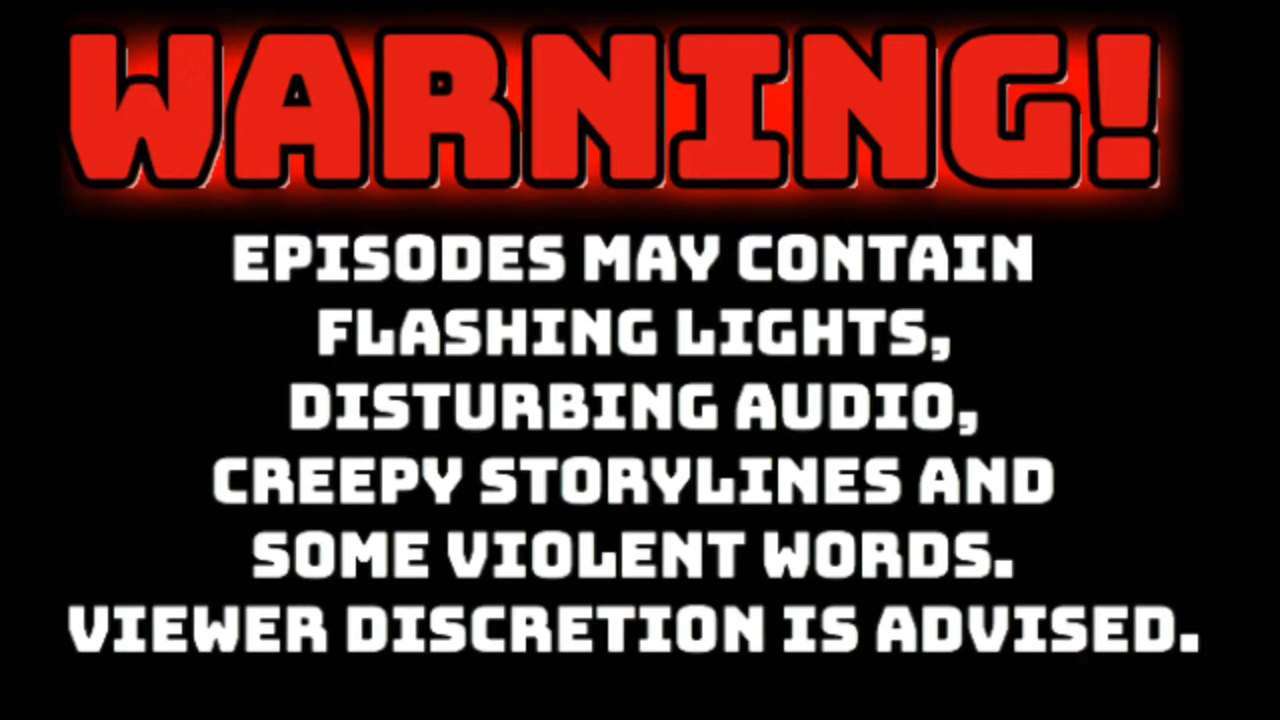 WARNING!
EPISODES MAY CONTAIN
FLASHING LIGHTS,
DISTURBING AUDIO,
CREEPY STORYLINES AND
SOME VIOLENT WORDS.
VIEWER DISCRETION IS ADVISED.